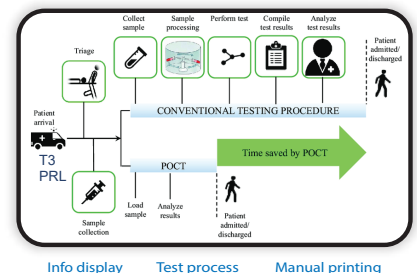 Collect
sample
Sample
processing
Perform test
Compile
test results
Analyze
test results
Patient
admitted/
discharged
Triage
Patient
arrival
CONVENTIONAL TESTING PROCEDURE
T3
PRL
Time saved by POCT
POCT
Sample
collection
Load
sample
Analyze
results
Patient
admitted/
discharged
Info display Test process Manual printing